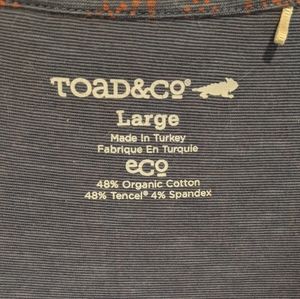 TOAD&CO®
Large
Made In Turkey
Fabrique En Turquie
eco
48% Organic Cotton
48% Tencel® 4% Spandex